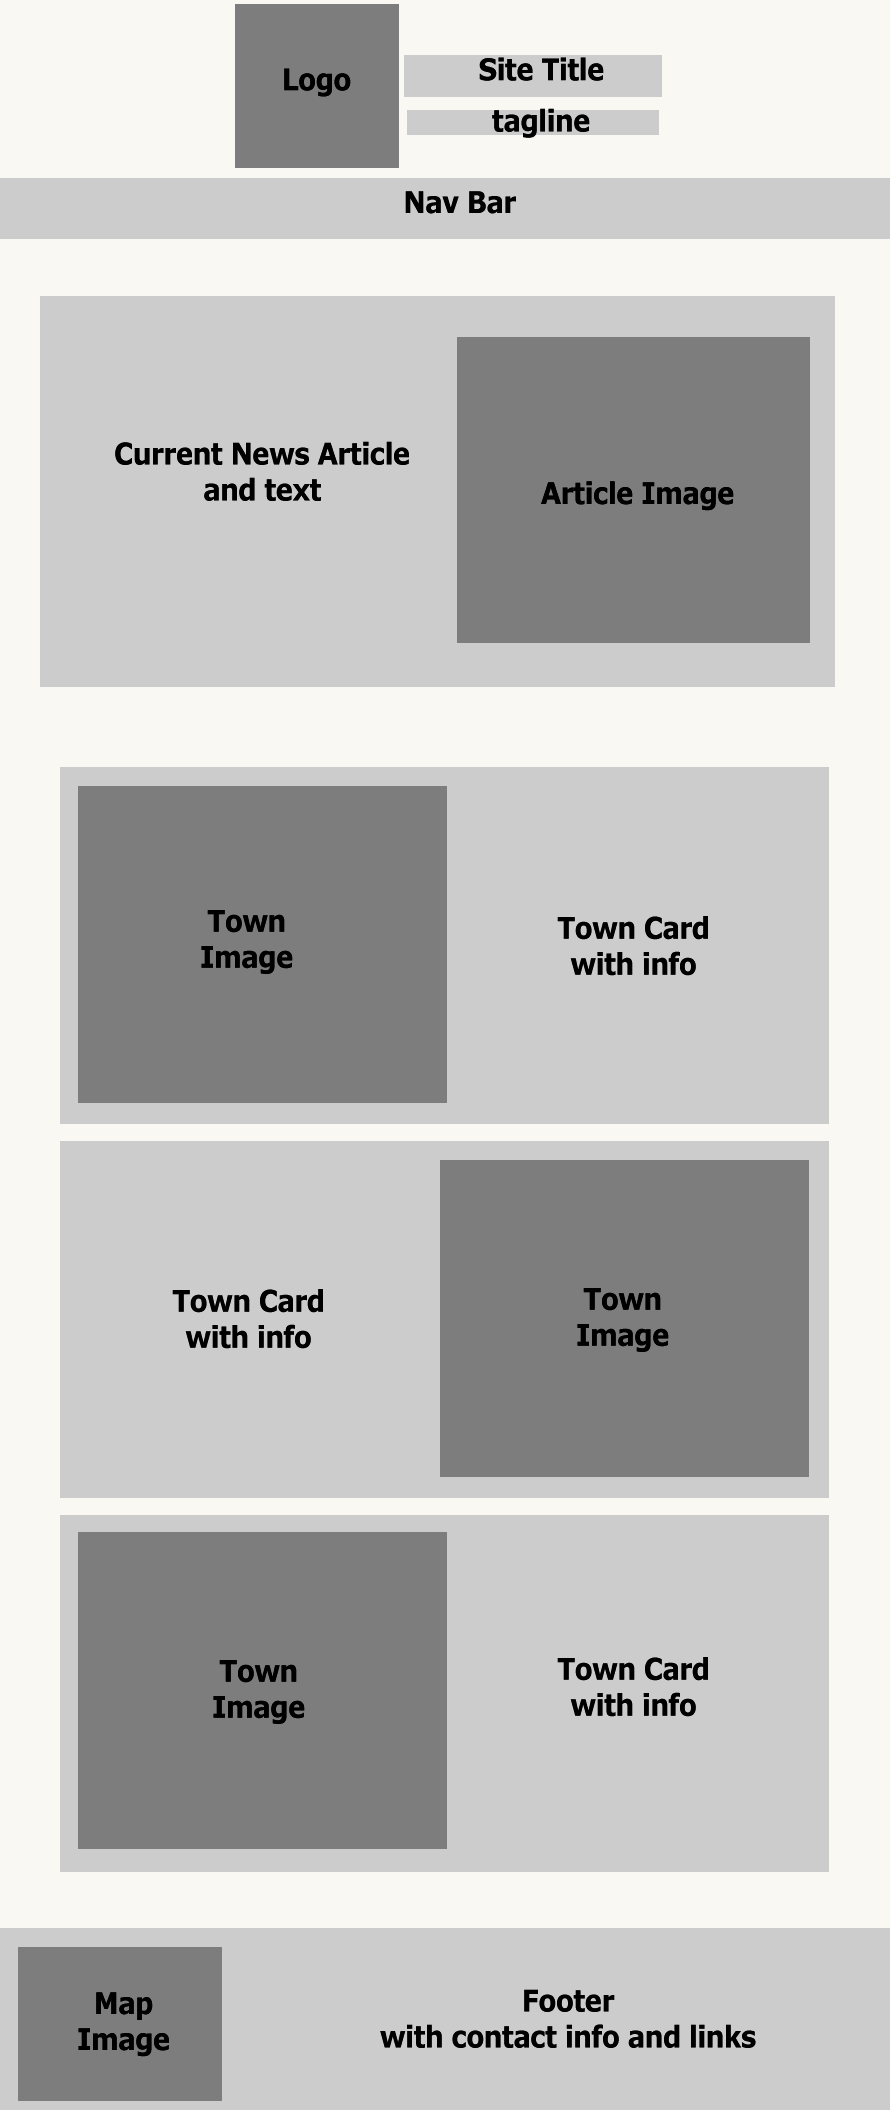 Logo
Site Title
tagline
Nav Bar
Current News Article
and text
Article Image
Town
Image
Town Card
with info
Town Card
with info
Town
Image
Town
Image
Town Card
with info
Map
Image
Footer
with contact info and links